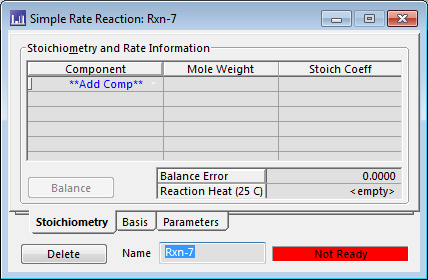 Simple Rate Reaction: Rxn-7
Stoichiometry and Rate Information
Component Mole Weight Stoich Coeff
**Add Comp**
Balance
Balance Error 0.0000
Reaction Heat (25 C) <empty>
Stoichiometry Basis Parameters
Delete Name Rxn-7 Not Ready